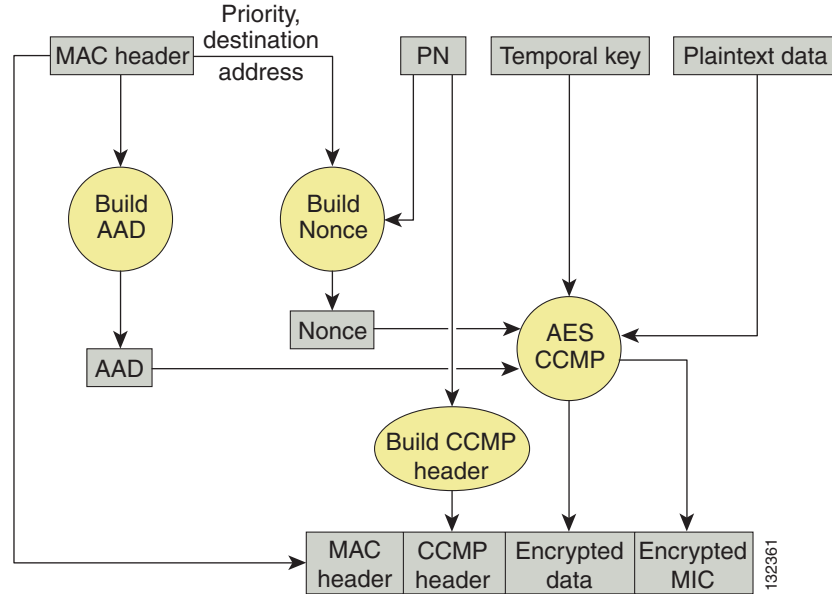 Priority,
destination
address
MAC header
PN
Temporal key
Plaintext data
Build
AAD
Build
Nonce
Nonce
AES
CCMP
AAD
Build CCMP
header
MAC
header
CCMP
header
Encrypted
data
Encrypted
MIC
132361